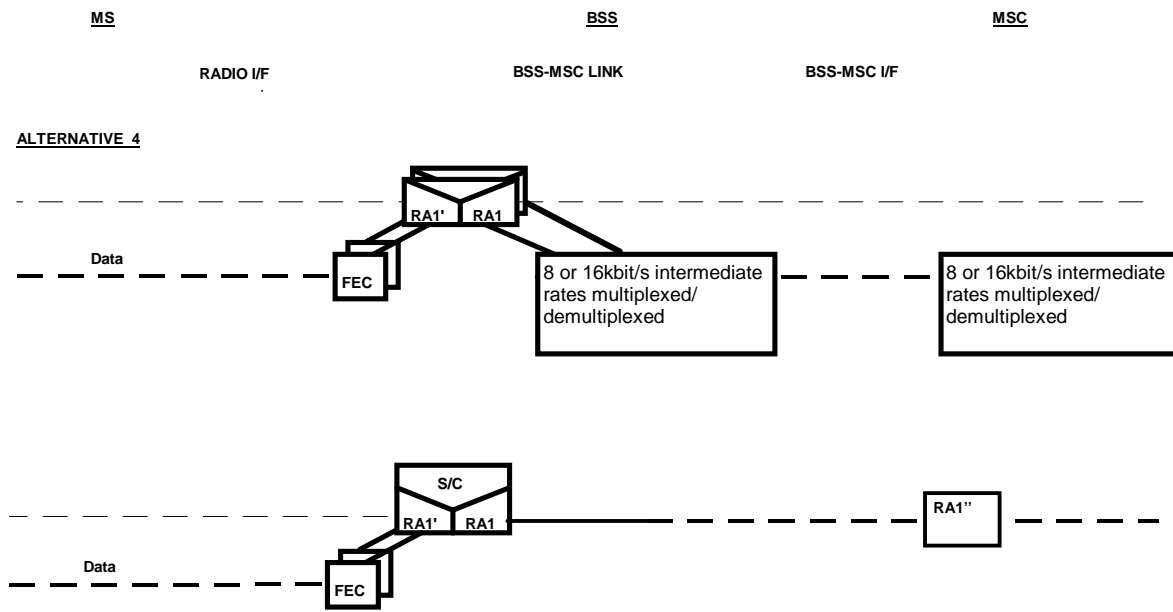 MS BSS MSC
RADIO I/F BSS-MSC LINK BSS-MSC I/F
ALTERNATIVE 4
RA1' RA1
Data
FEC
8 or 16kbit/s intermediate
rates multiplexed/
demultiplexed
8 or 16kbit/s intermediate
rates multiplexed/
demultiplexed
S/C
RA1' RA1
RA1’’
Data
FEC